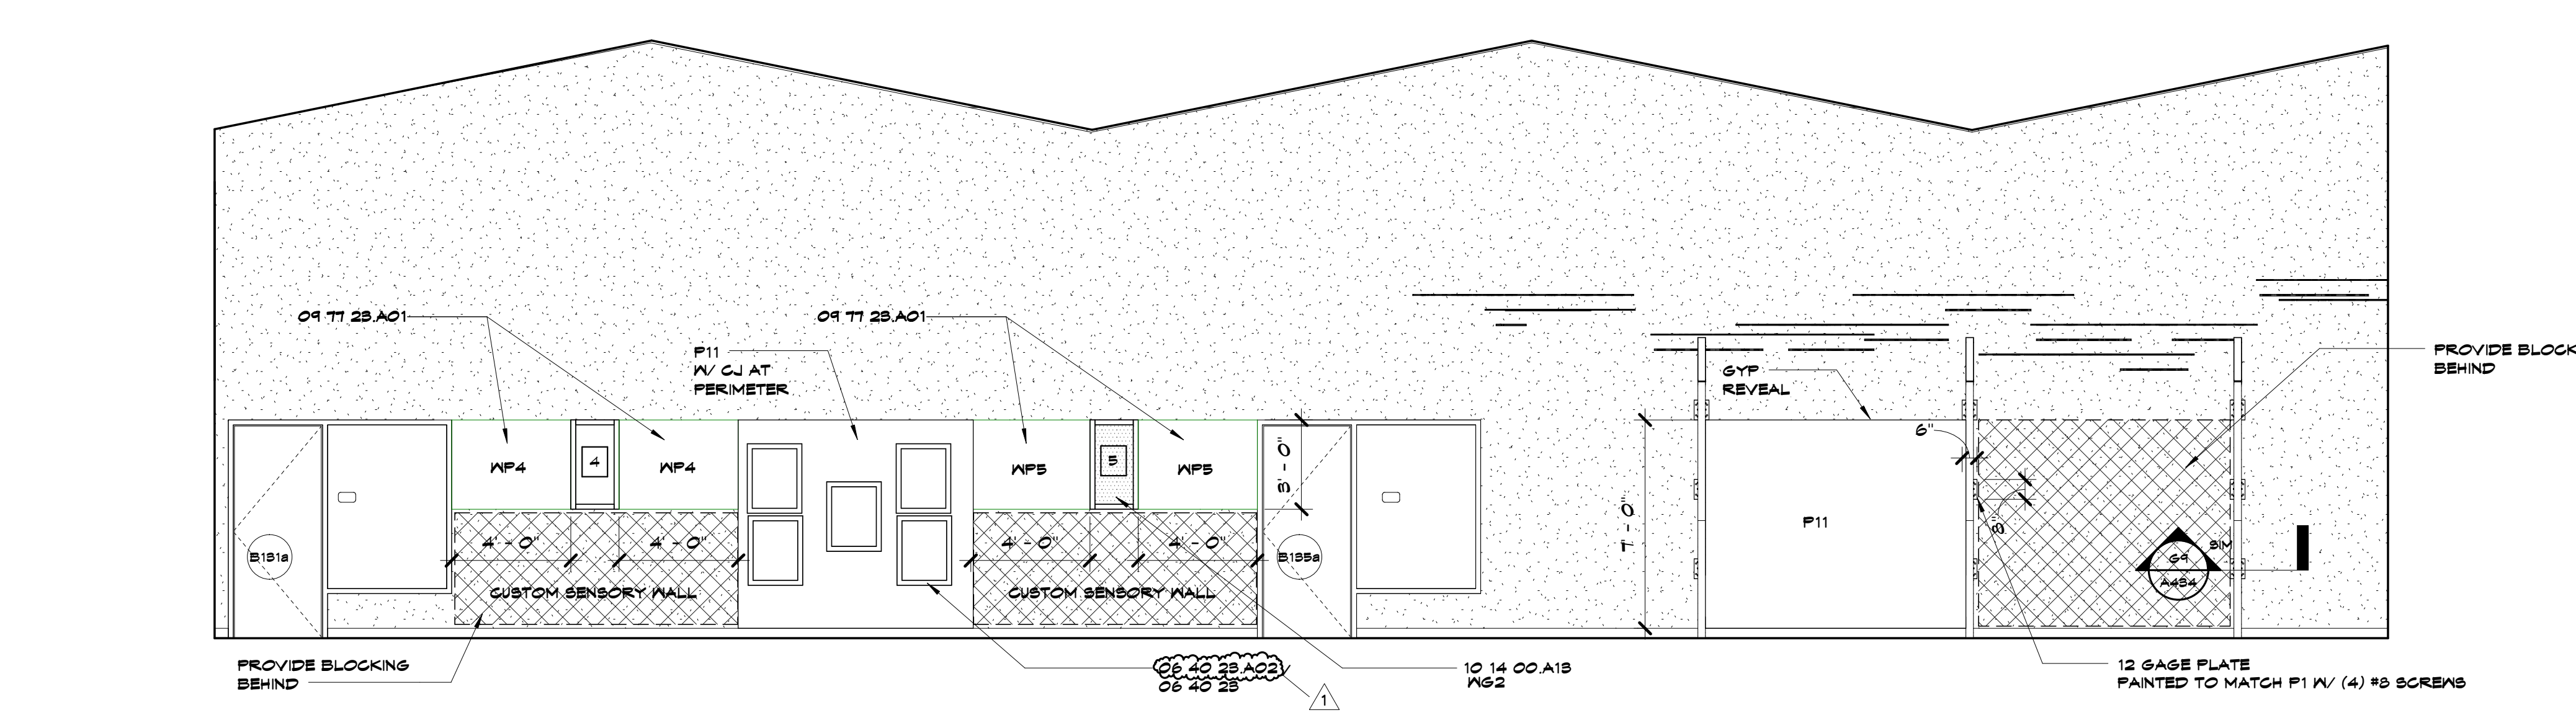 09 77 23.A01
09 77 23.A01
P11
W/ CJ AT
PERIMETER
GYP
REVEAL
PROVIDE BLOCK
BEHIND
6"
WP4
4
WP4
WP5
5
WP5
3' - 0"
7' - 0"
8"
P11
4' - 0"
4' - 0"
4' - 0"
4' - 0"
B131a
B135a
SIM
G9
A434
CUSTOM SENSORY WALL
CUSTOM SENSORY WALL
PROVIDE BLOCKING
BEHIND
06 40 23.A02/
06 40 23
1
10 14 00.A13
WG2
12 GAGE PLATE
PAINTED TO MATCH P1 W/ (4) #8 SCREWS